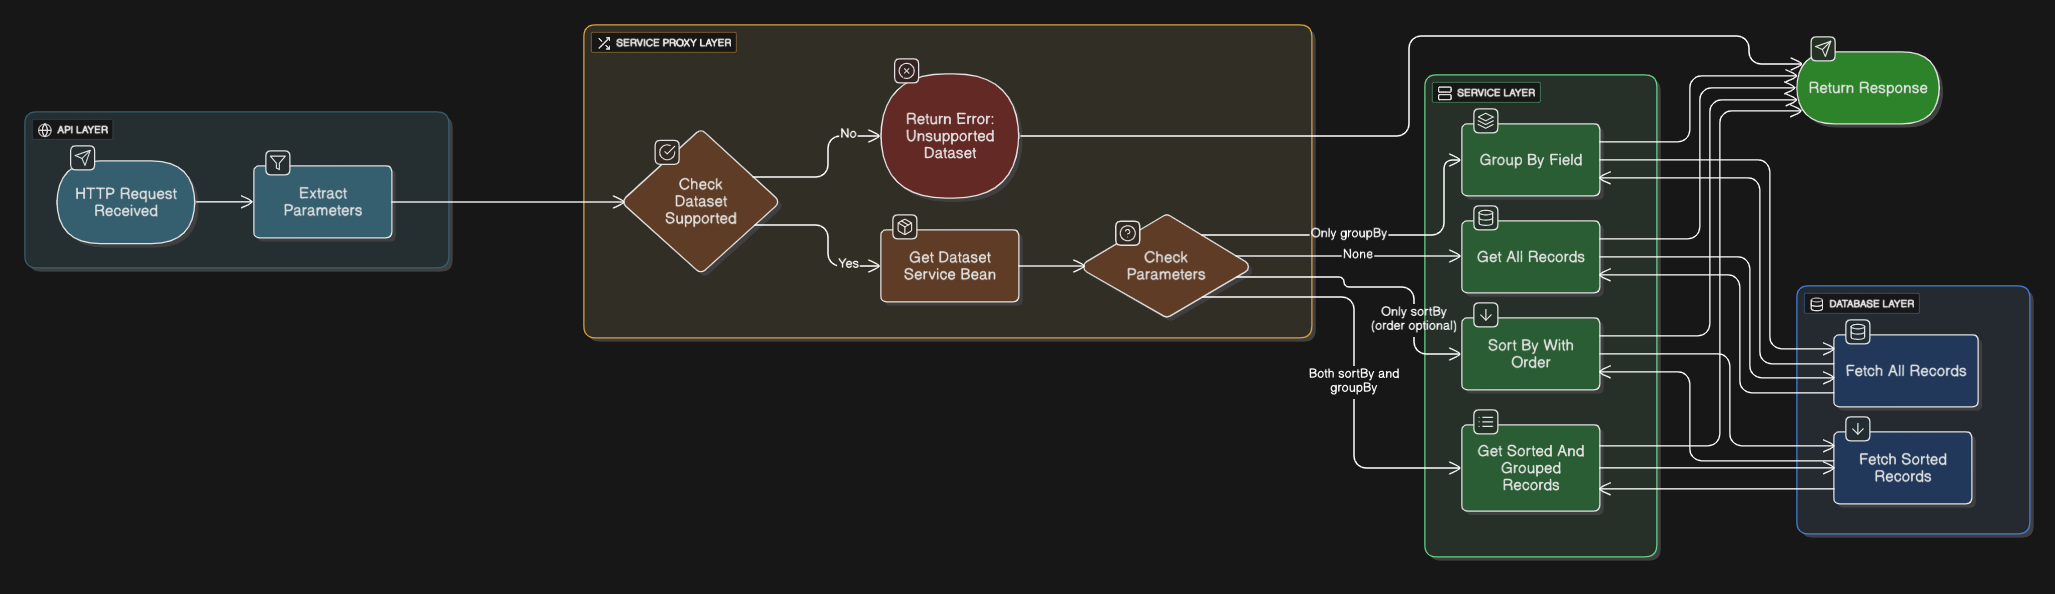 API LAYER
HTTP Request
Received
Extract
Parameters
SERVICE PROXY LAYER
Check
Dataset
Supported
No
Return Error:
Unsupported
Dataset
Yes
Get Dataset
Service Bean
Check
Parameters
Only groupBy
None
Only sortBy
(order optional)
Both sortBy and
groupBy
SERVICE LAYER
Group By Field
Get All Records
Sort By With
Order
Get Sorted And
Grouped
Records
Return Response
DATABASE LAYER
Fetch All Records
Fetch Sorted
Records